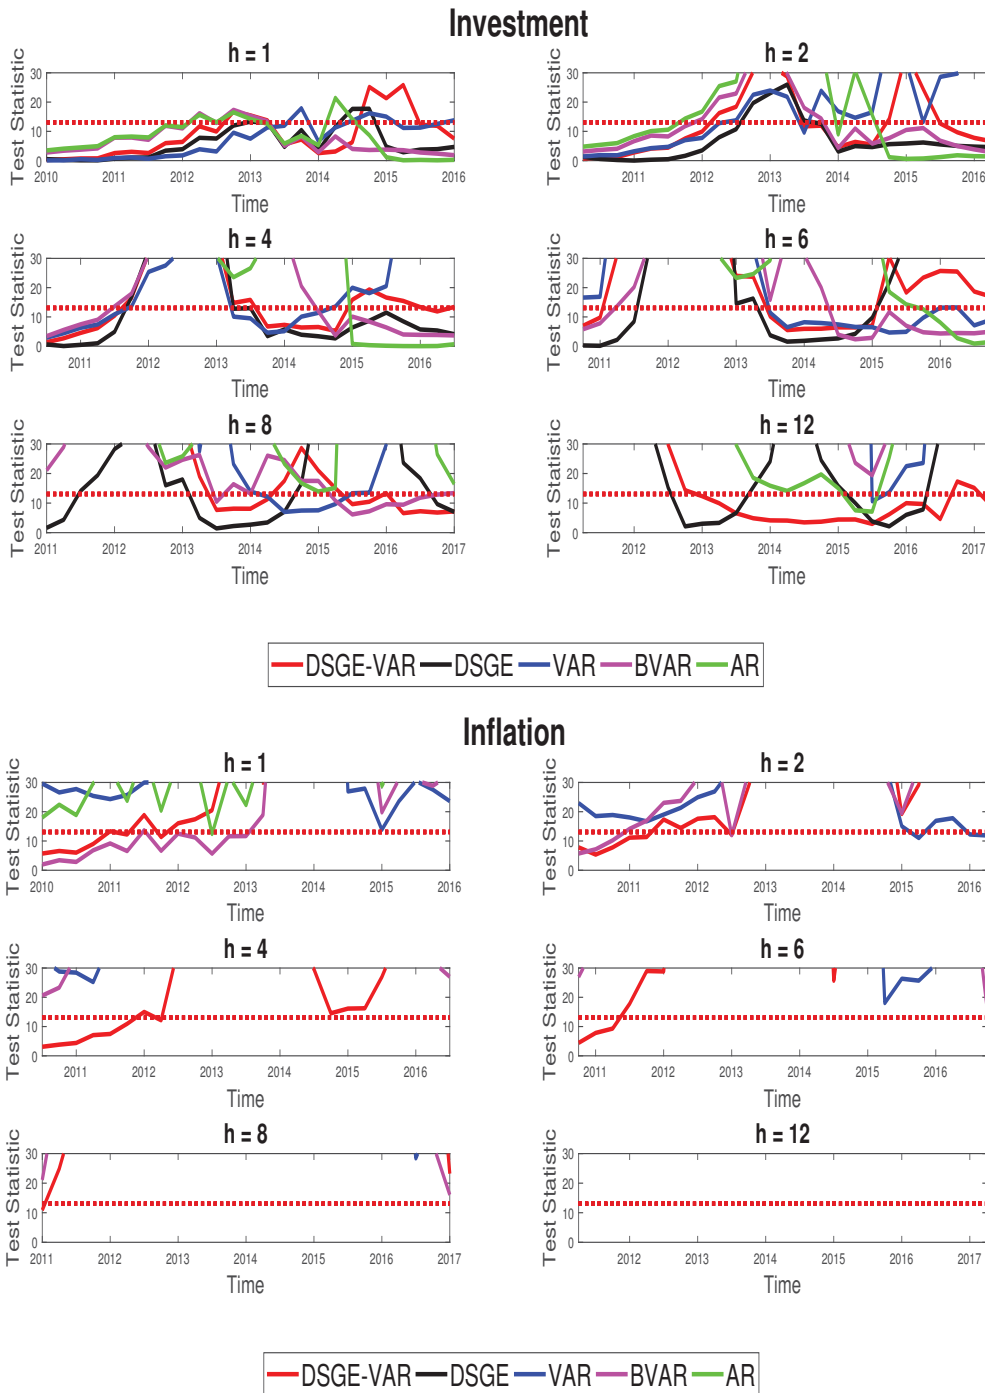 Investment
h = 1
h = 2
Test Statistic
30
20
10
0
2010 2011 2012 2013 2014 2015 2016
Time
Test Statistic
30
20
10
0
2011 2012 2013 2014 2015 2016
Time
h = 4
h = 6
Test Statistic
30
20
10
0
2011 2012 2013 2014 2015 2016
Time
Test Statistic
30
20
10
0
2011 2012 2013 2014 2015 2016
Time
h = 8
h = 12
Test Statistic
30
20
10
0
2011 2012 2013 2014 2015 2016 2017
Time
Test Statistic
30
20
10
0
2012 2013 2014 2015 2016 2017
Time
DSGE-VAR DSGE VAR BVAR AR
Inflation
h = 1
h = 2
Test Statistic
30
20
10
0
2010 2011 2012 2013 2014 2015 2016
Time
Test Statistic
30
20
10
0
2011 2012 2013 2014 2015 2016
Time
h = 4
h = 6
Test Statistic
30
20
10
0
2011 2012 2013 2014 2015 2016
Time
Test Statistic
30
20
10
0
2011 2012 2013 2014 2015 2016
Time
h = 8
h = 12
Test Statistic
30
20
10
0
2011 2012 2013 2014 2015 2016 2017
Time
Test Statistic
30
20
10
0
2012 2013 2014 2015 2016 2017
Time
DSGE-VAR DSGE VAR BVAR AR